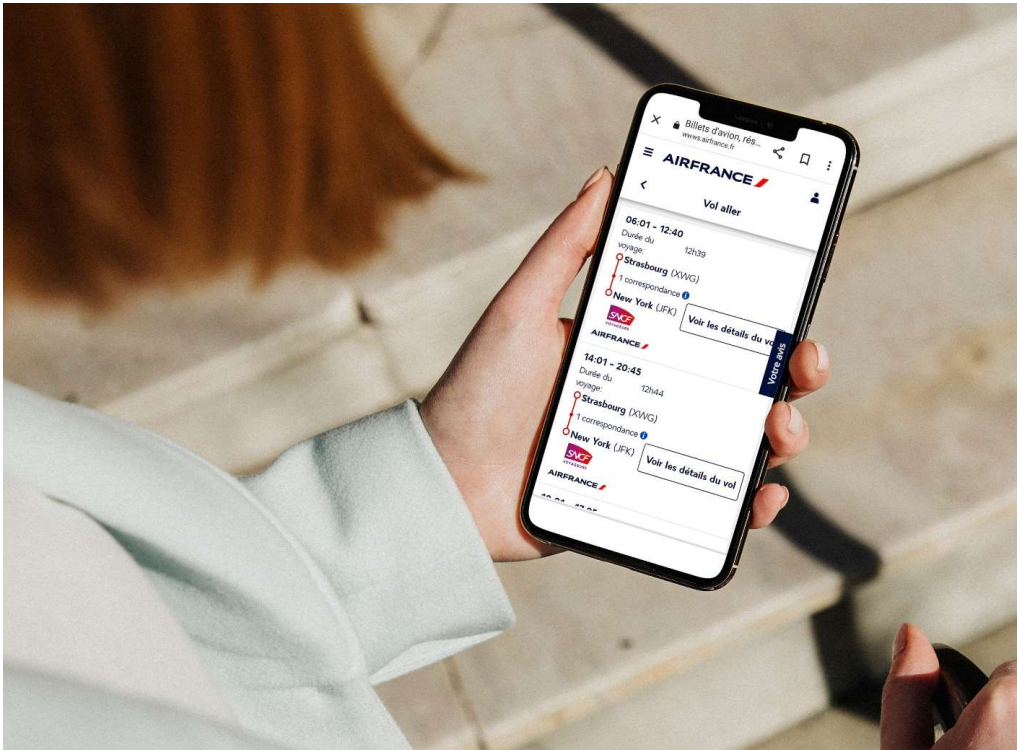 Billets d'avion, rés...
www.airfrance.fr
AIRFRANCE
Vol aller
06:01 - 12:40
Durée du
voyage:
12h39
Strasbourg (XWG)
1 correspondance
New York (JFK)
SNCF
VOYAGEURS
Voir les détails du vo
AIRFRANCE
Votre avis
14:01 - 20:45
Durée du
voyage:
12h44
Strasbourg (XWG)
1 correspondance
New York (JFK)
SNCF
VOYAGEURS
Voir les détails du vol
AIRFRANCE